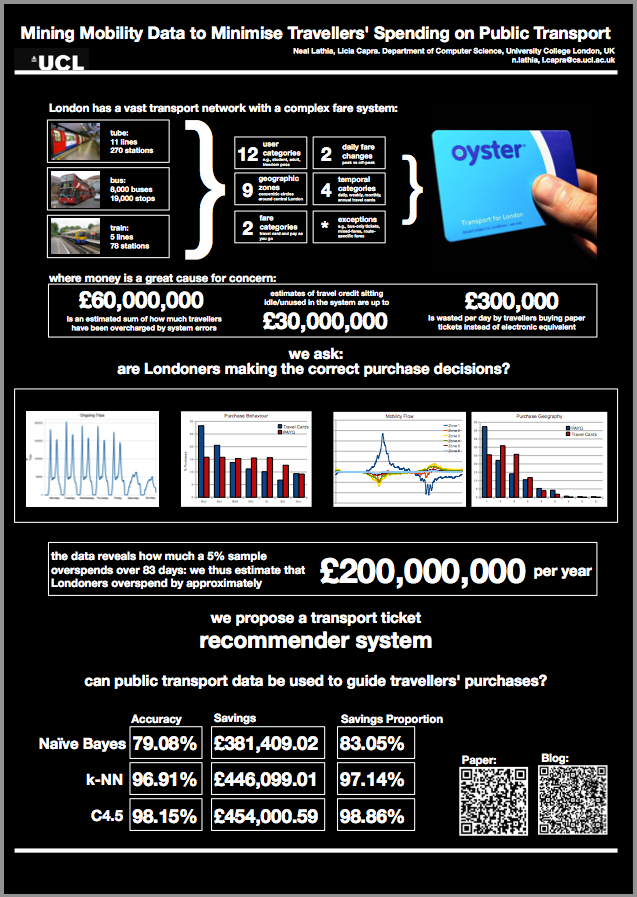 Mining Mobility Data to Minimise Travellers' Spending on Public Transport
Neal Lathia, Licia Capra. Department of Computer Science, University College London, UK
n.lathia, l.capra@cs.ucl.ac.uk
UCL
London has a vast transport network with a complex fare system:
tube:
11 lines
270 stations
bus:
8,000 buses
19,000 stops
train:
5 lines
78 stations
12 user categories
e.g., student, adult, freedom pass
2 daily fare changes
peak vs off-peak
9 geographic zones
concentric circles around central London
4 temporal categories
daily, weekly, monthly, annual travel cards
2 fare categories
travel card and pay as you go
* exceptions
e.g., bus-only tickets, mixed-fares, route-specific fares
oyster
Transport for London
where money is a great cause for concern:
£60,000,000
is an estimated sum of how much travellers
have been overcharged by system errors
estimates of travel credit sitting
idle/unused in the system are up to
£30,000,000
£300,000
is wasted per day by travellers buying paper
tickets instead of electronic equivalent
we ask:
are Londoners making the correct purchase decisions?
Ongoing Trips
Monday Tuesday Wednesday Thursday Friday Saturday Sunday
Purchase Behaviour
Travel Cards
PAYG
% Purchases
Mobility Flow
Zone 1
Zone 2
Zone 3
Zone 4
Zone 5
Zone 6
Purchase Geography
PAYG
Travel Cards
the data reveals how much a 5% sample
overspends over 83 days: we thus estimate that
Londoners overspend by approximately
£200,000,000 per year
we propose a transport ticket
recommender system
can public transport data be used to guide travellers' purchases?
Accuracy Savings Savings Proportion
Naïve Bayes 79.08% £381,409.02 83.05%
k-NN 96.91% £446,099.01 97.14%
C4.5 98.15% £454,000.59 98.86%
Paper:
Blog: